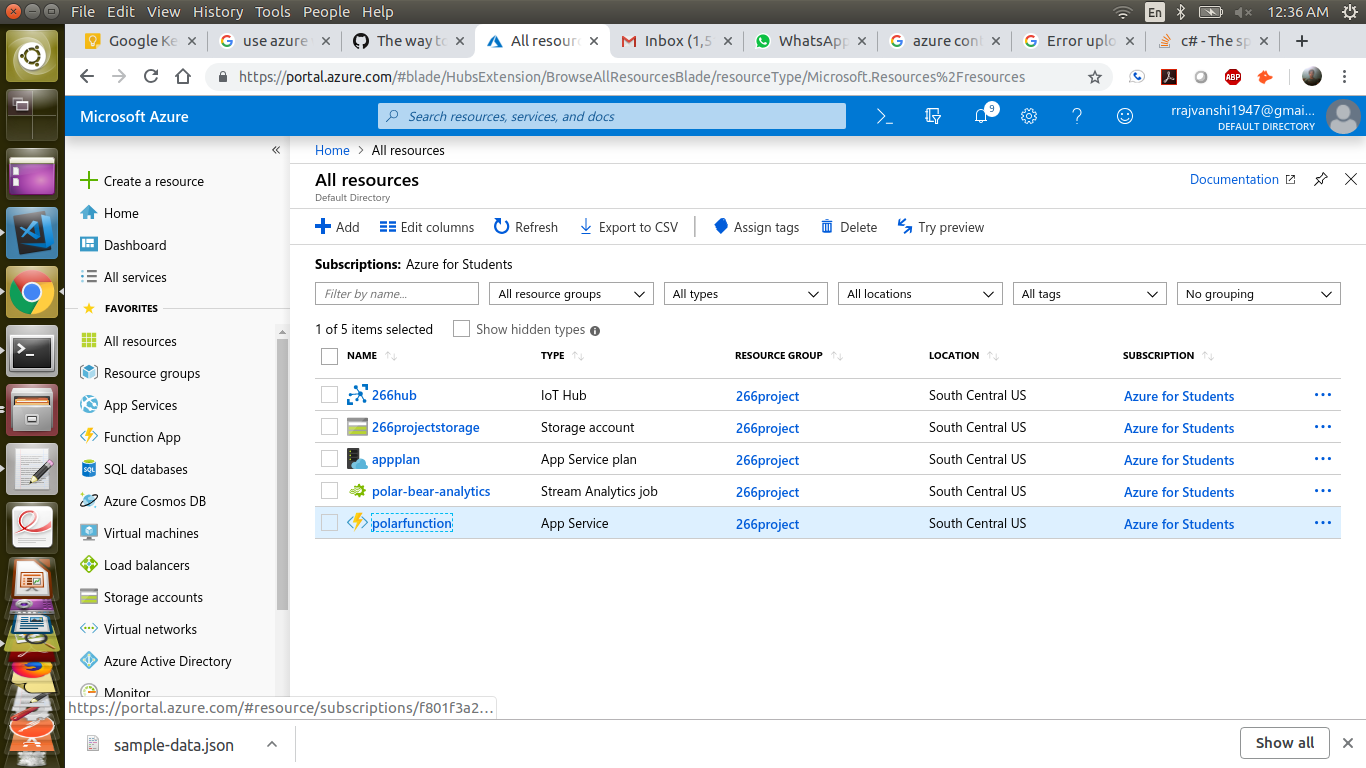 File Edit View History Tools People Help
En 12:36 AM
Google Ke
use azure
The way to
All resour
Inbox (1,5
WhatsApp
azure con
Error uplo
c# - The sp
https://portal.azure.com/#blade/HubsExtension/BrowseAllResourcesBlade/resourceType/Microsoft.Resources%2Fresources
ABP
Microsoft Azure
Search resources, services, and docs
9
rrajvanshi1947@gmai...
DEFAULT DIRECTORY
Create a resource
Home
Dashboard
All services
FAVORITES
All resources
Resource groups
App Services
Function App
SQL databases
Azure Cosmos DB
Virtual machines
Load balancers
Storage accounts
Virtual networks
Azure Active Directory
Monitor
Home > All resources
All resources
Default Directory
Documentation
Add Edit columns Refresh Export to CSV Assign tags Delete Try preview
Subscriptions: Azure for Students
Filter by name... All resource groups All types All locations All tags No grouping
1 of 5 items selected Show hidden types
NAME TYPE RESOURCE GROUP LOCATION SUBSCRIPTION
266hub IoT Hub 266project South Central US Azure for Students
266projectstorage Storage account 266project South Central US Azure for Students
appplan App Service plan 266project South Central US Azure for Students
polar-bear-analytics Stream Analytics job 266project South Central US Azure for Students
polarfunction App Service 266project South Central US Azure for Students
https://portal.azure.com/#resource/subscriptions/f801f3a2...
sample-data.json
Show all